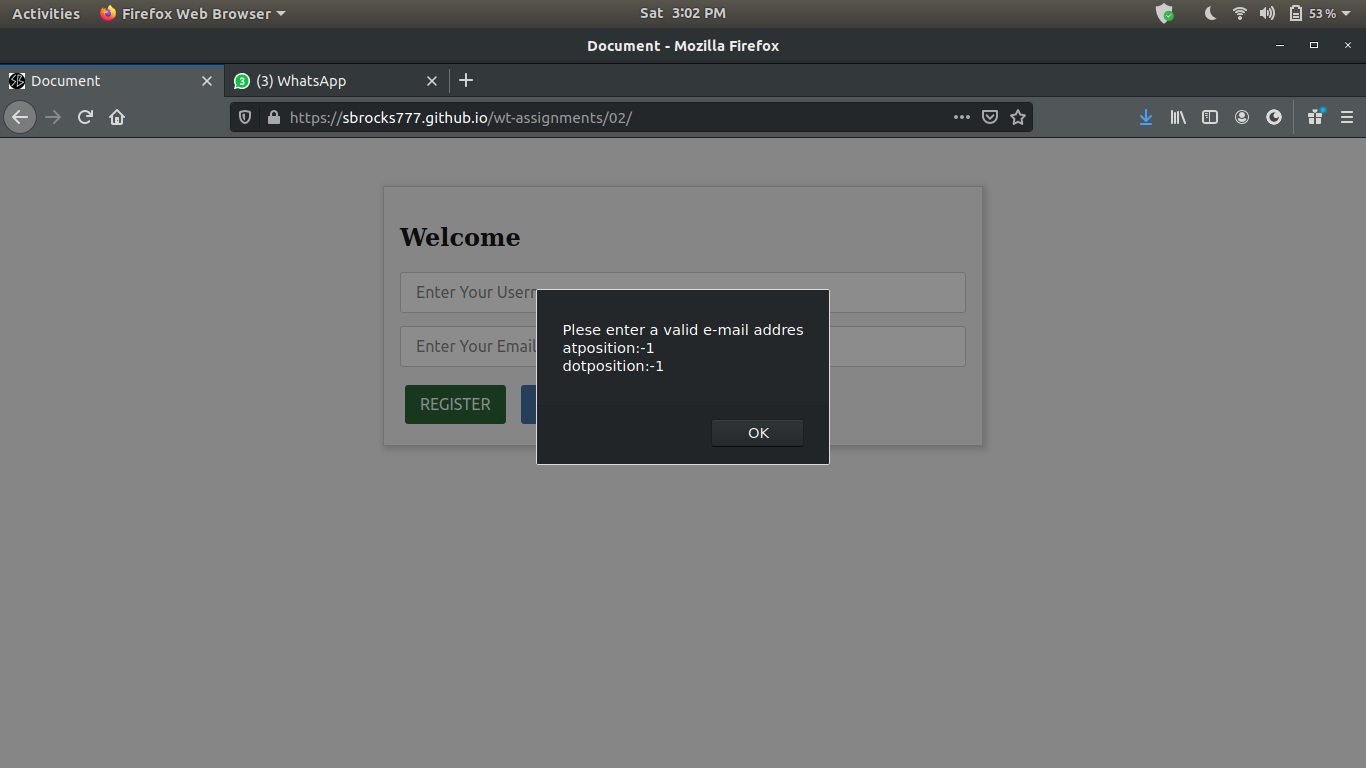 Activities Firefox Web Browser Sat 3:02 PM 53 %
Document - Mozilla Firefox
Document 3 (3) WhatsApp
https://sbrocks777.github.io/wt-assignments/02/
Welcome
Enter Your Usern
Enter Your Email
REGISTER
Plese enter a valid e-mail addres
atposition:-1
dotposition:-1
OK